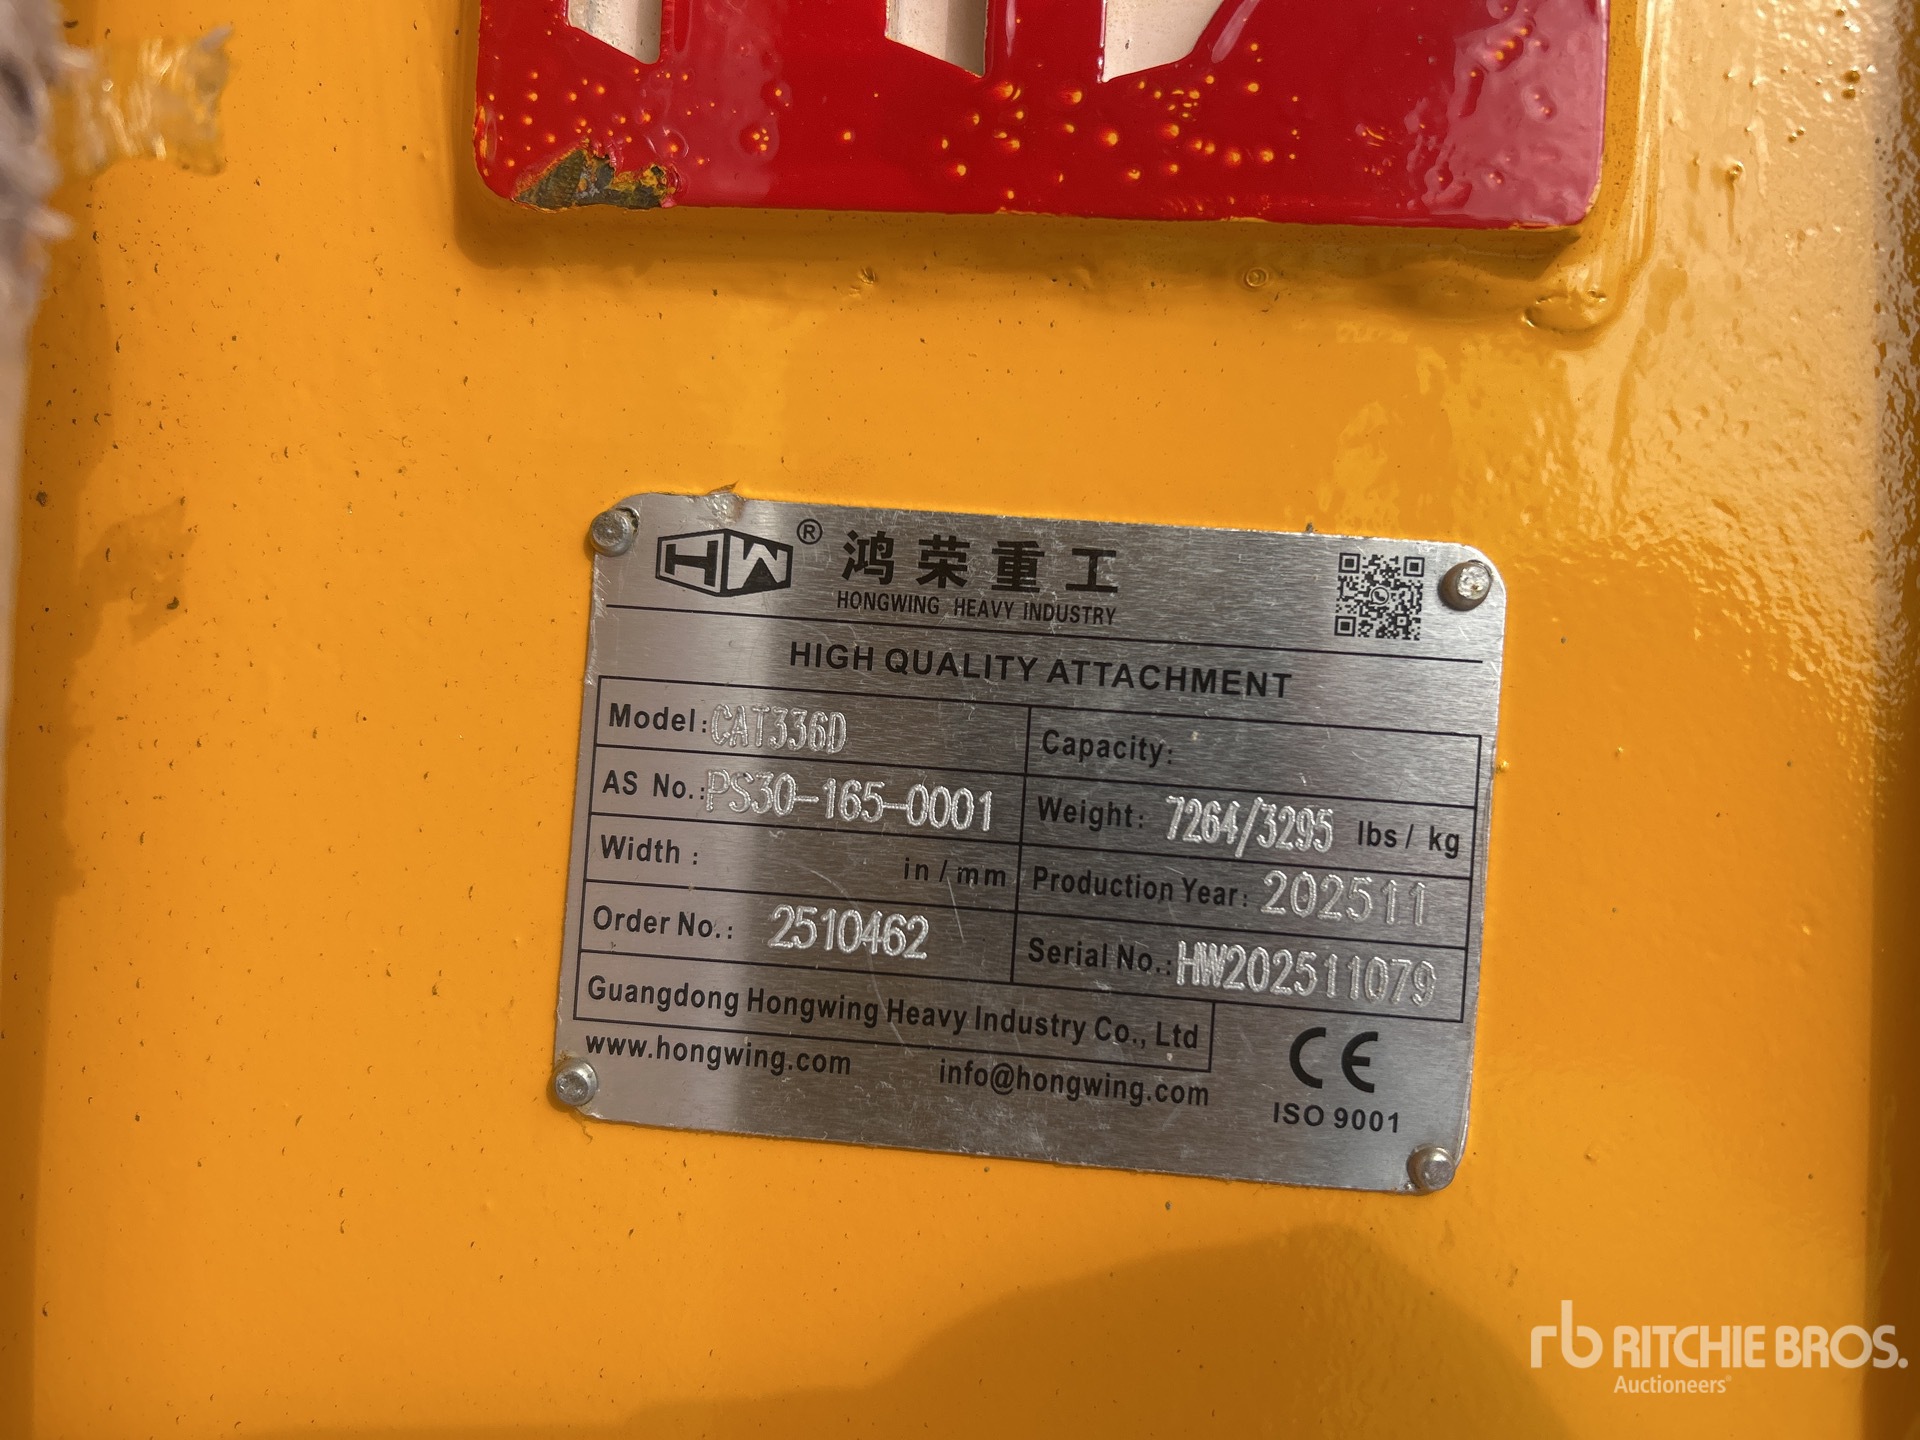 HW® 鸿荣重工
HONGWING HEAVY INDUSTRY
HIGH QUALITY ATTACHMENT
Model: CAT336D
Capacity:
AS No.: PS30-165-0001
Weight: 7264/3295 lbs / kg
Width : in / mm
Production Year: 202511
Order No.: 2510462
Serial No.: HW202511079
Guangdong Hongwing Heavy Industry Co., Ltd
www.hongwing.com info@hongwing.com
CE
ISO 9001
rb RITCHIE BROS.
Auctioneers